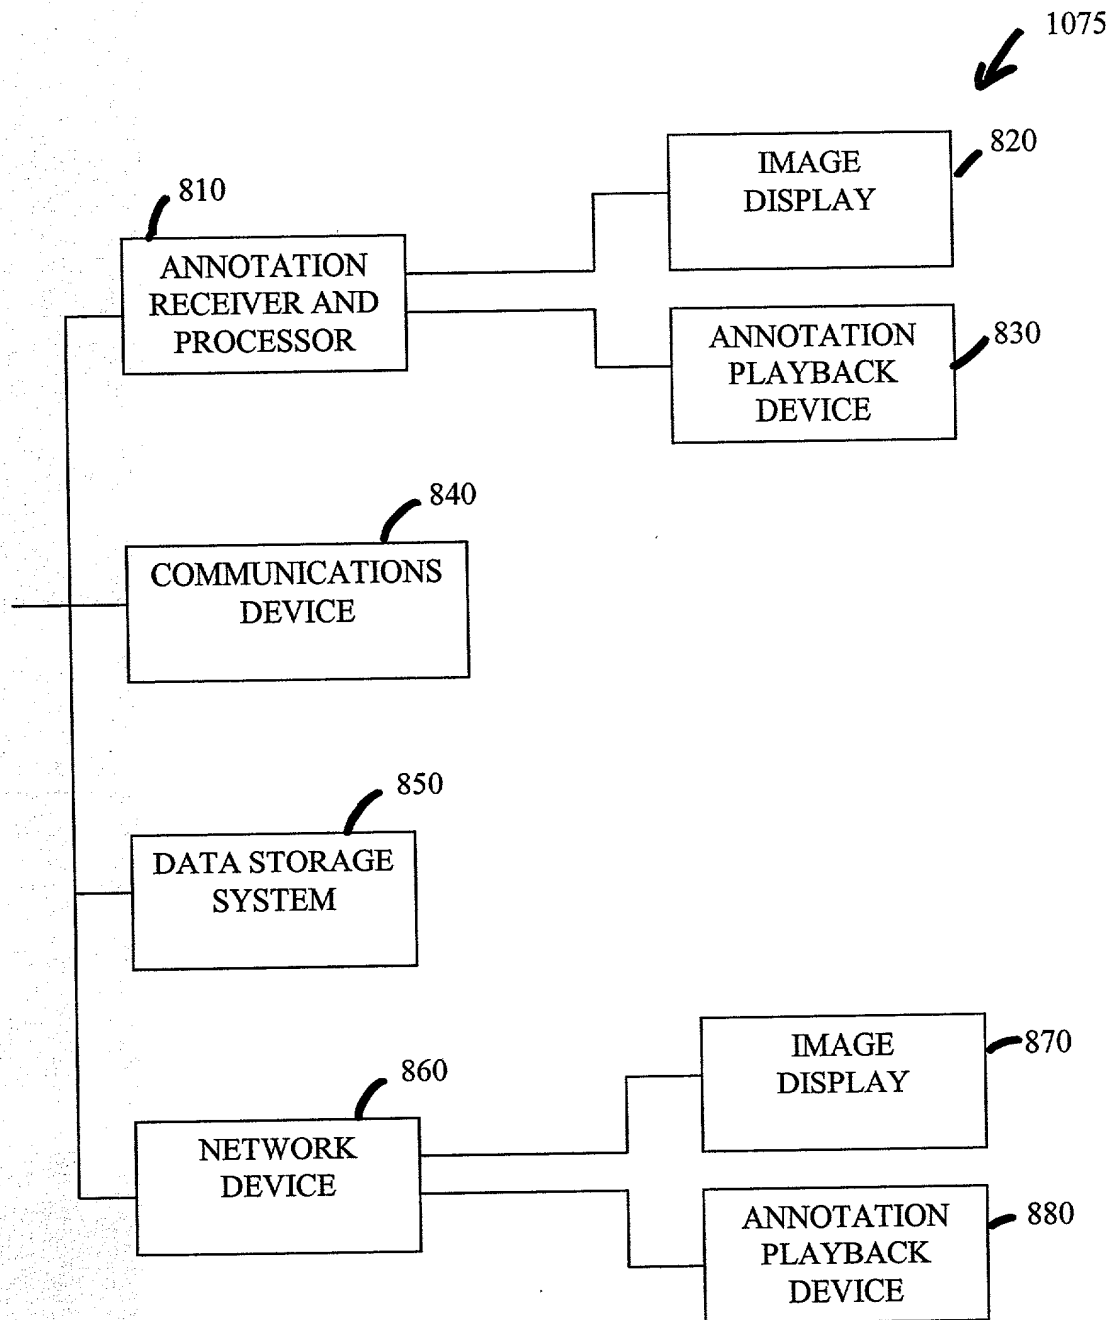 1075
820
IMAGE
DISPLAY
810
ANNOTATION
RECEIVER AND
PROCESSOR
830
ANNOTATION
PLAYBACK
DEVICE
840
COMMUNICATIONS
DEVICE
850
DATA STORAGE
SYSTEM
870
IMAGE
DISPLAY
860
NETWORK
DEVICE
880
ANNOTATION
PLAYBACK
DEVICE